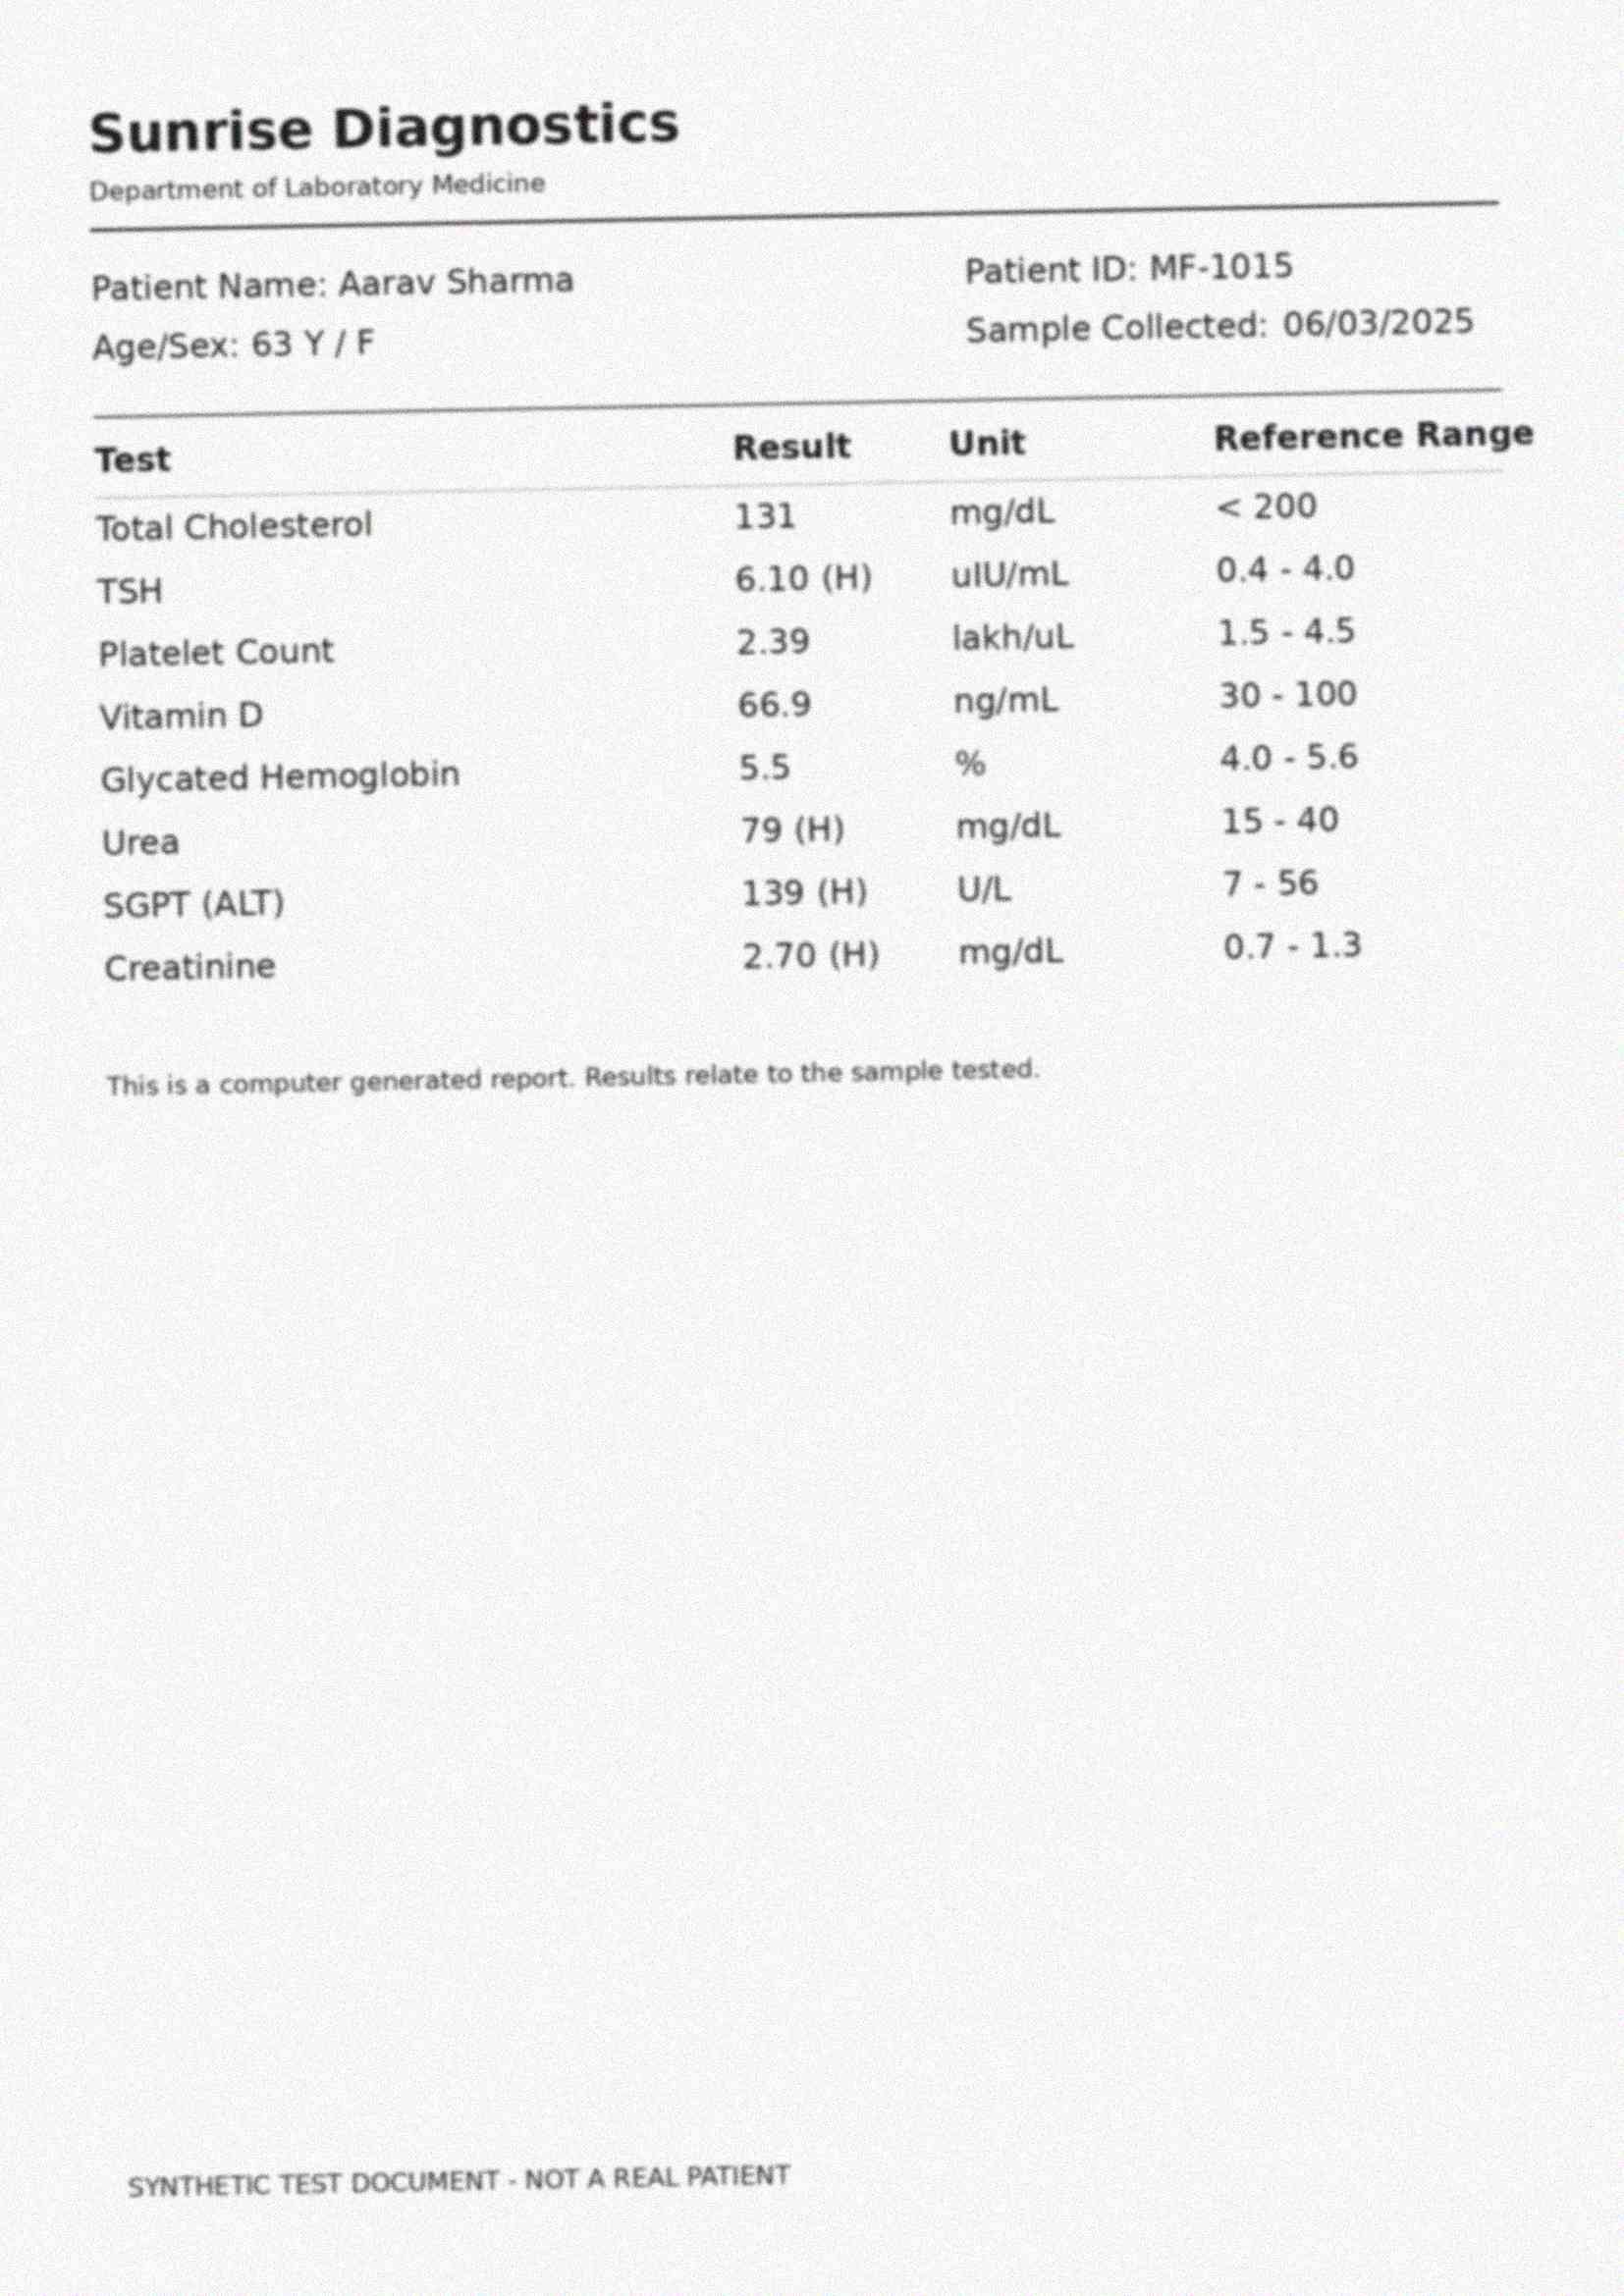 Sunrise Diagnostics
Department of Laboratory Medicine
Patient Name: Aarav Sharma Patient ID: MF-1015
Age/Sex: 63 Y / F Sample Collected: 06/03/2025
Test Result Unit Reference Range
Total Cholesterol 131 mg/dL < 200
TSH 6.10 (H) uIU/mL 0.4 - 4.0
Platelet Count 2.39 lakh/uL 1.5 - 4.5
Vitamin D 66.9 ng/mL 30 - 100
Glycated Hemoglobin 5.5 % 4.0 - 5.6
Urea 79 (H) mg/dL 15 - 40
SGPT (ALT) 139 (H) U/L 7 - 56
Creatinine 2.70 (H) mg/dL 0.7 - 1.3
This is a computer generated report. Results relate to the sample tested.
SYNTHETIC TEST DOCUMENT - NOT A REAL PATIENT